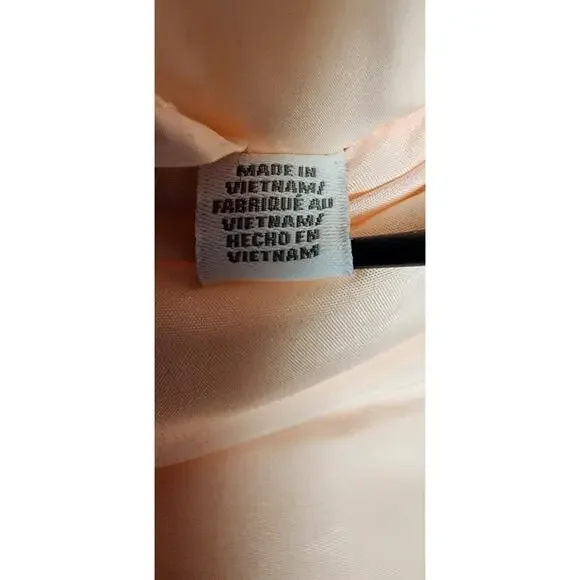 MADE IN
VIETNAM/
FABRIQUÉ AU
VIETNAM/
HECHO EN
VIETNAM